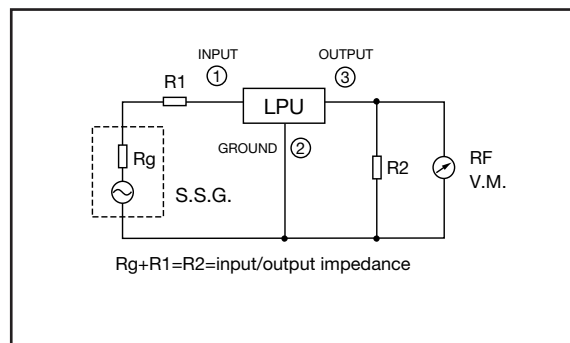 INPUT
①
OUTPUT
③
R1
LPU
GROUND
②
Rg
S.S.G.
R2
RF
V.M.
Rg+R1=R2=input/output impedance